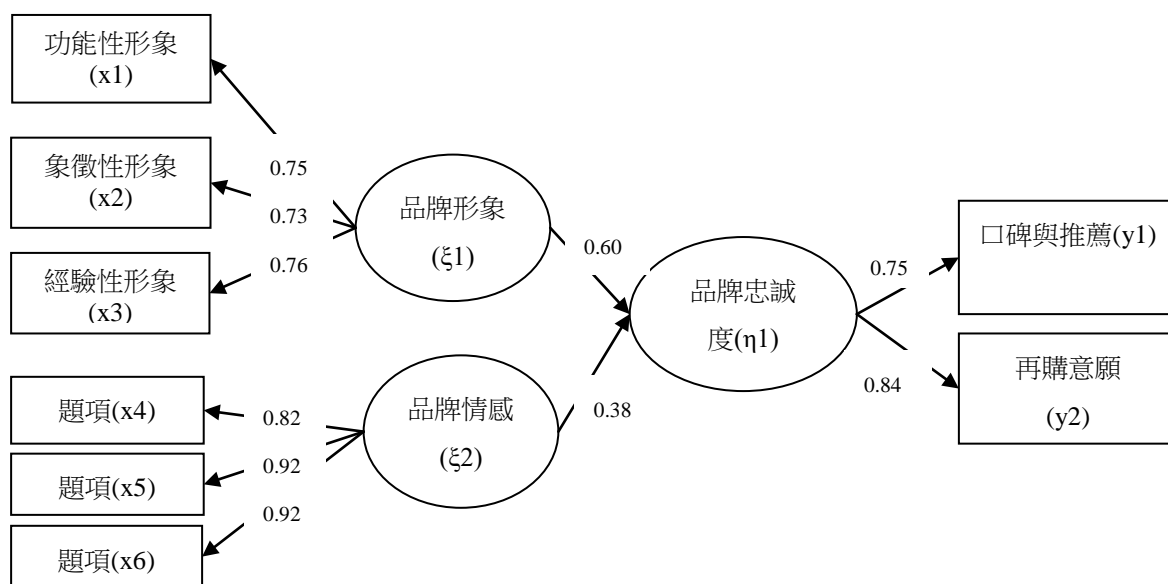 功能性形象
(x1)
象徵性形象
(x2)
經驗性形象
(x3)
題項(x4)
題項(x5)
題項(x6)
0.75
0.73
0.76
0.82
0.92
0.92
品牌形象
(ξ1)
品牌情感
(ξ2)
0.60
0.38
品牌忠誠
度(η1)
0.75
0.84
口碑與推薦(y1)
再購意願
(y2)